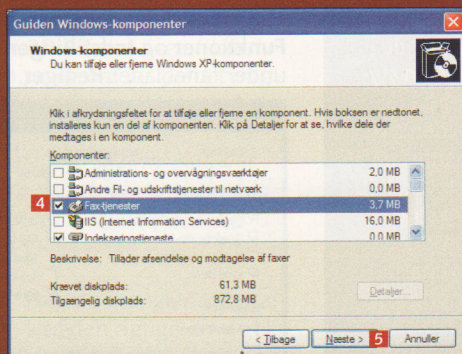 Guiden Windows-komponenter
Windows-komponenter
Du kan tilføje eller fjerne Windows XP-komponenter.
Klik i afkrydsningsfeltet for at tilføje eller fjerne en komponent. Hvis boksen er nedtonet,
installeres kun en del af komponenten. Klik på Detaljer for at se, hvilke dele der
medtages i en komponent.
Komponenter:
Administrations- og overvågningsværktøjer 2,0 MB
Andre Fil- og udskriftstjenester til netværk 0,0 MB
4 Fax-tjenester 3,7 MB
IIS (Internet Information Services) 16,0 MB
Indekseringstjeneste 0,0 MB
Beskrivelse: Tillader afsendelse og modtagelse af faxer
Krævet diskplads: 61,3 MB
Tilgængelig diskplads: 872,8 MB
Detaljer...
< Tilbage Næste > 5 Annuller